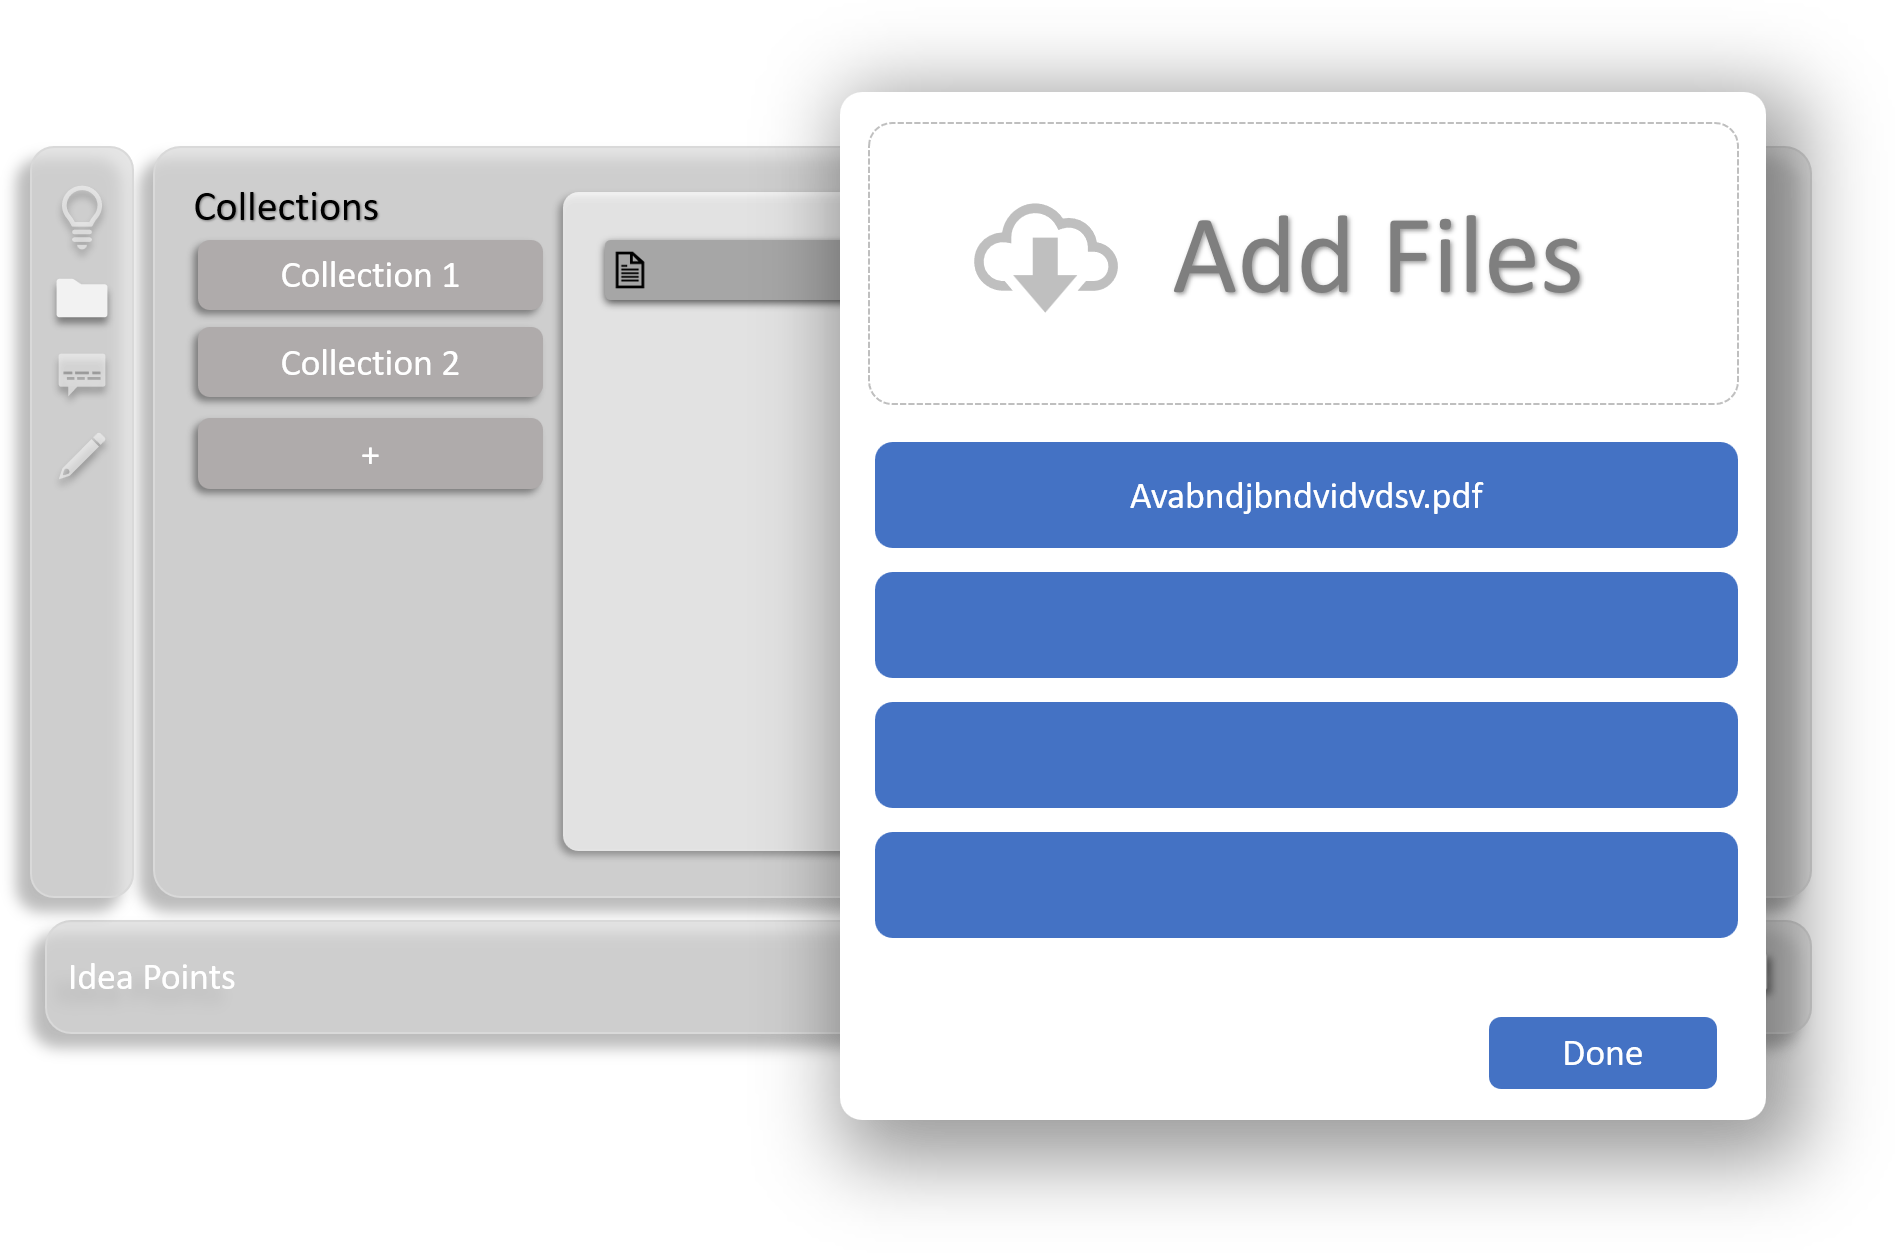 Collections
Collection 1
Collection 2
+
Idea Points
Add Files
Avabndjbndvidvdsv.pdf
Done